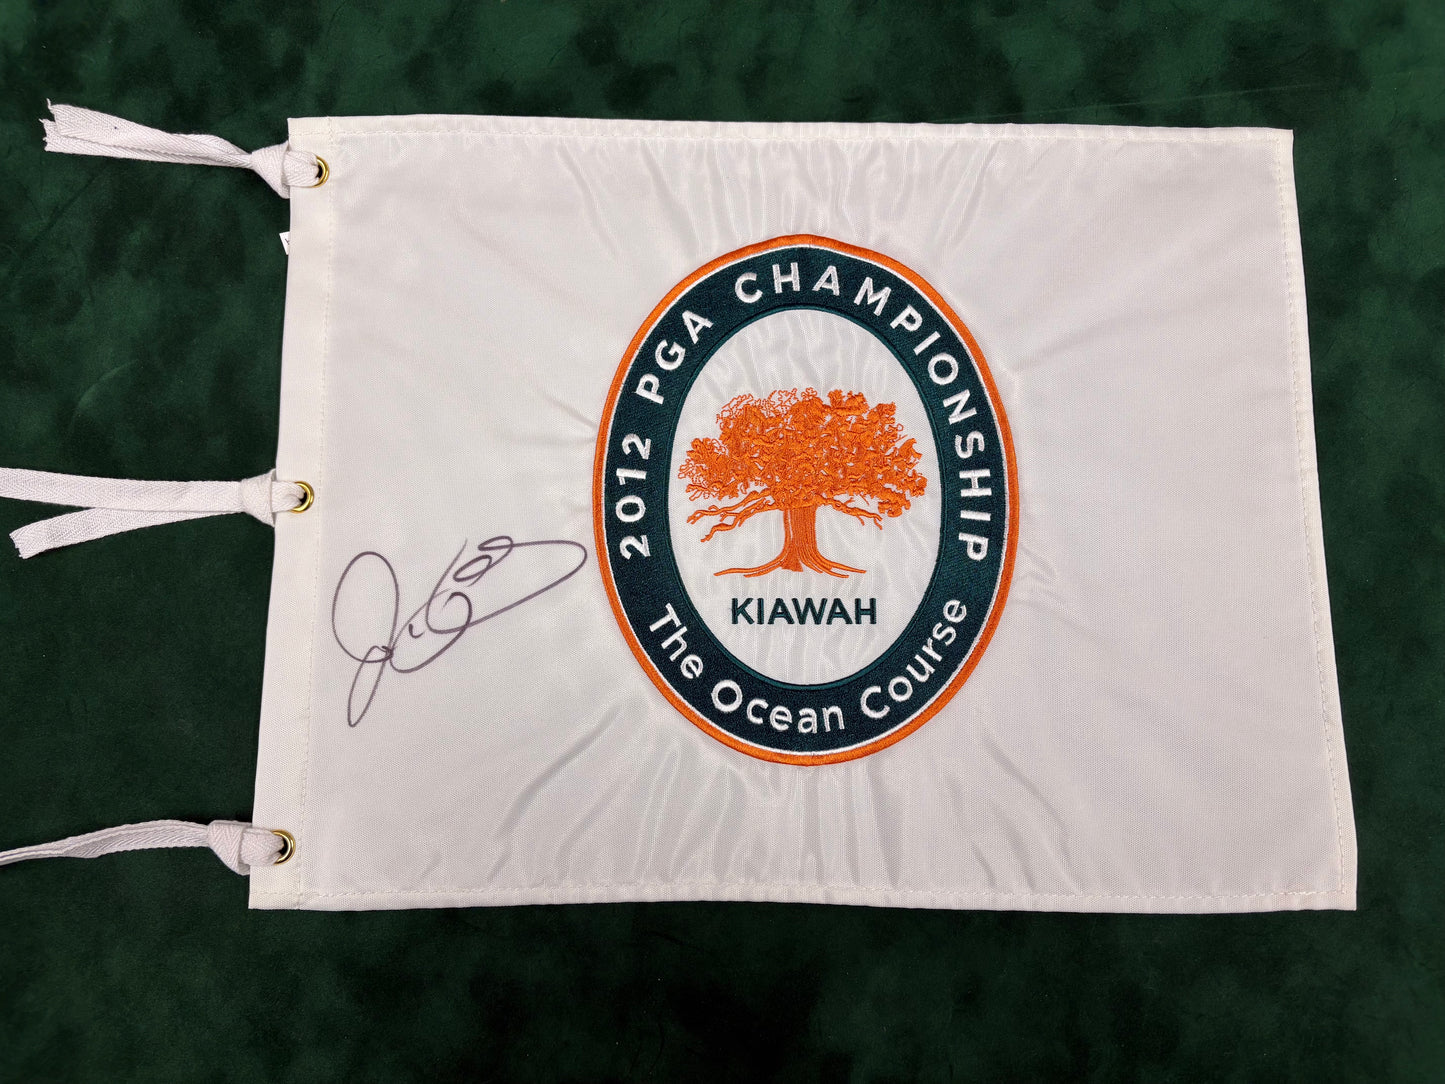 2012 PGA CHAMPIONSHIP
KIAWAH
The Ocean Course